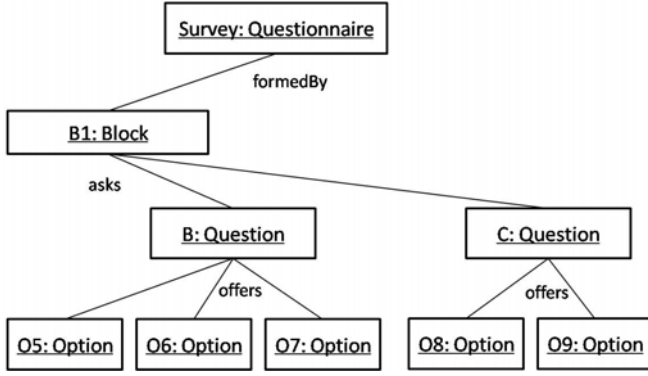 Survey: Questionnaire
formedBy
B1: Block
asks
B: Question
C: Question
offers
offers
O5: Option
O6: Option
O7: Option
O8: Option
O9: Option